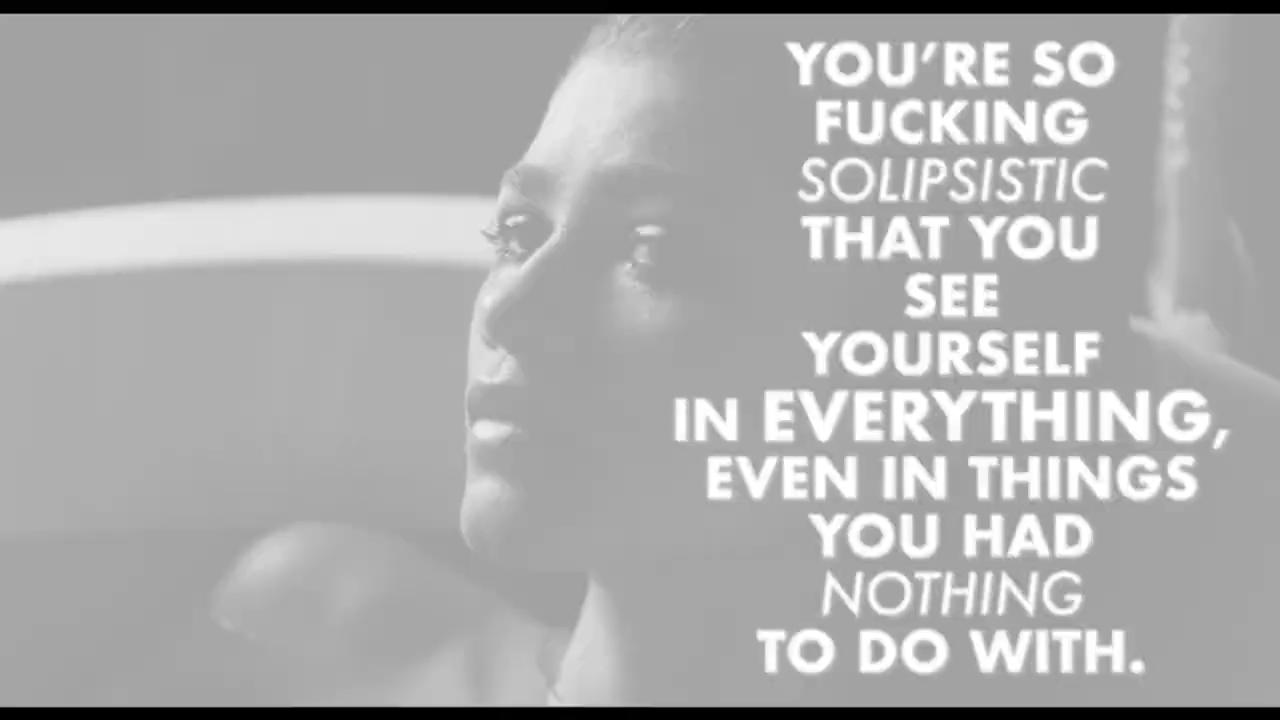 YOU'RE SO
FUCKING
SOLIPSISTIC
THAT YOU
SEE
YOURSELF
IN EVERYTHING,
EVEN IN THINGS
YOU HAD
NOTHING
TO DO WITH.